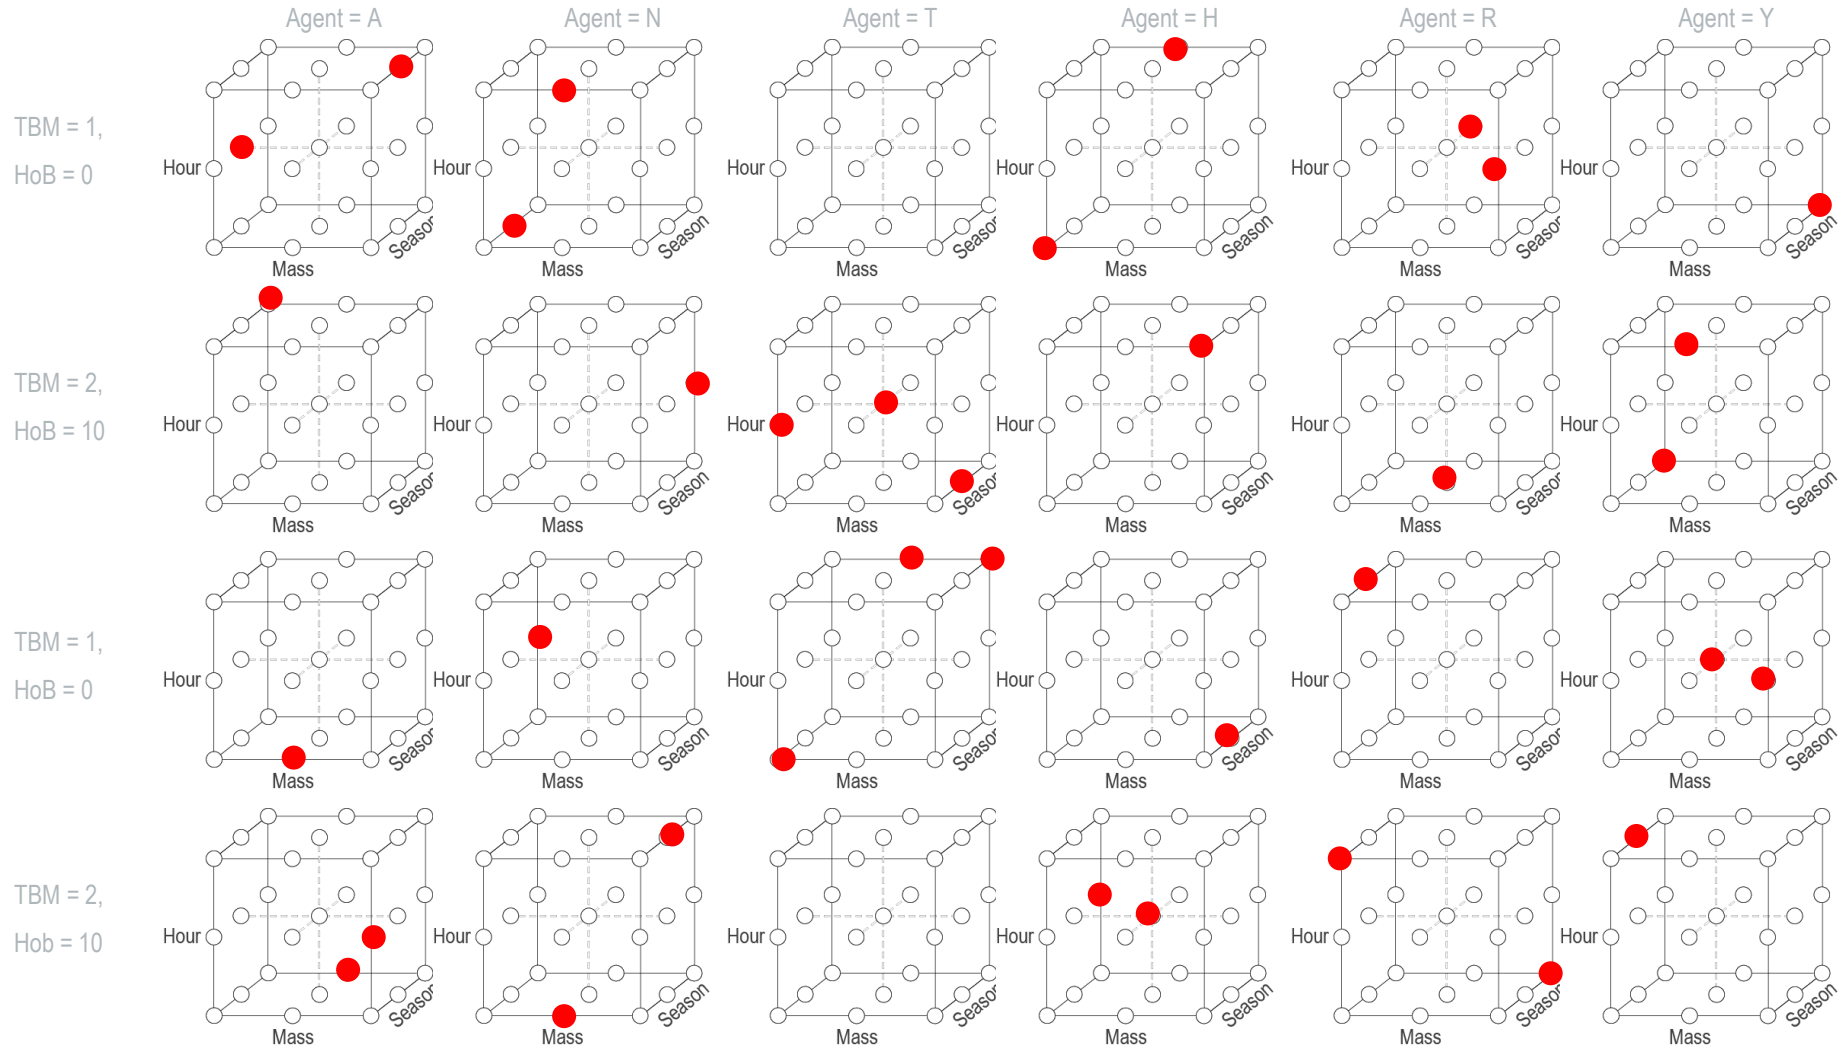 Agent = A Agent = N Agent = T Agent = H Agent = R Agent = Y
TBM = 1,
HoB = 0
Hour Hour Hour Hour Hour
Season Season Season Season
Mass Mass Mass Mass Mass Mass
TBM = 2,
HoB = 10
Hour Hour Hour Hour Hour Hour
Season Season Season Season Season Season
Mass Mass Mass Mass Mass Mass
TBM = 1,
HoB = 0
Hour Hour Hour Hour Hour Hour
Season Season Season Season Season Season
Mass Mass Mass Mass Mass Mass
TBM = 2,
Hob = 10
Hour Hour Hour Hour Hour Hour
Season Season Season Season Season Season
Mass Mass Mass Mass Mass Mass